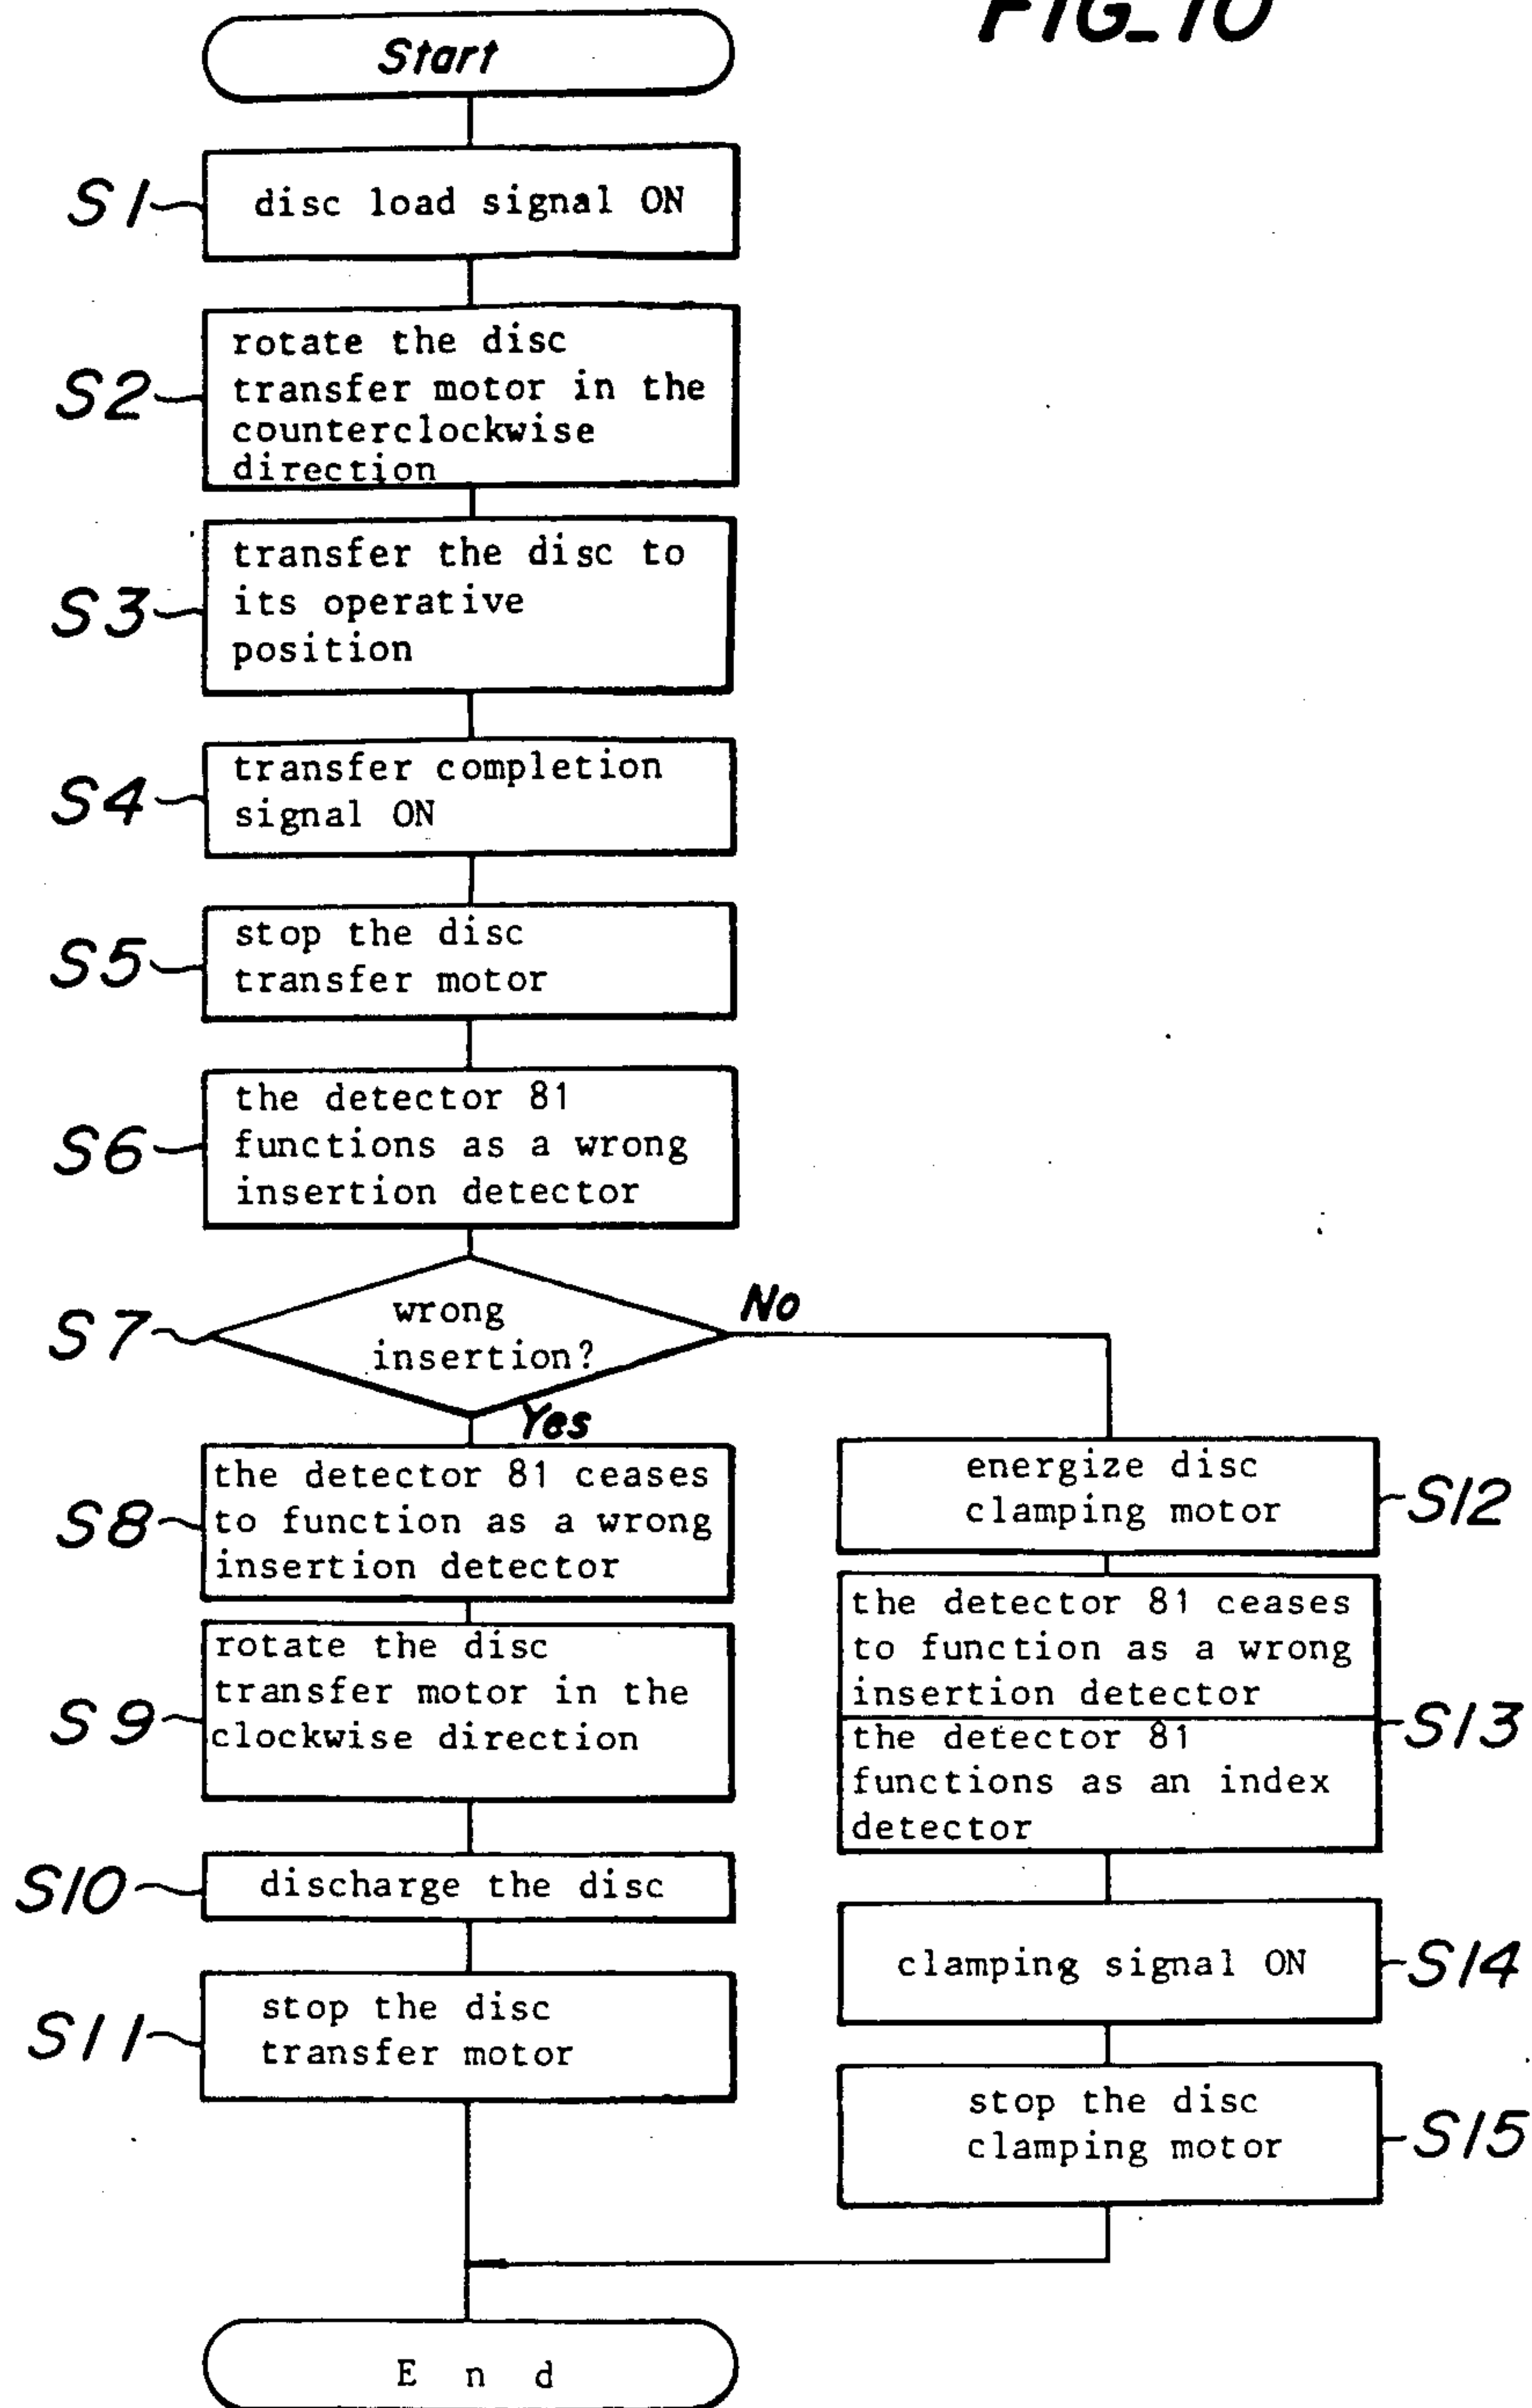 FIG_10
Start
S1
disc load signal ON
S2
rotate the disc
transfer motor in the
counterclockwise
direction
S3
transfer the disc to
its operative
position
S4
transfer completion
signal ON
S5
stop the disc
transfer motor
S6
the detector 81
functions as a wrong
insertion detector
S7
wrong
insertion?
No
Yes
S8
the detector 81 ceases
to function as a wrong
insertion detector
S9
rotate the disc
transfer motor in the
clockwise direction
S10
discharge the disc
S11
stop the disc
transfer motor
energize disc
clamping motor
S12
the detector 81 ceases
to function as a wrong
insertion detector
S13
the detector 81
functions as an index
detector
clamping signal ON
S14
stop the disc
clamping motor
S15
E n d